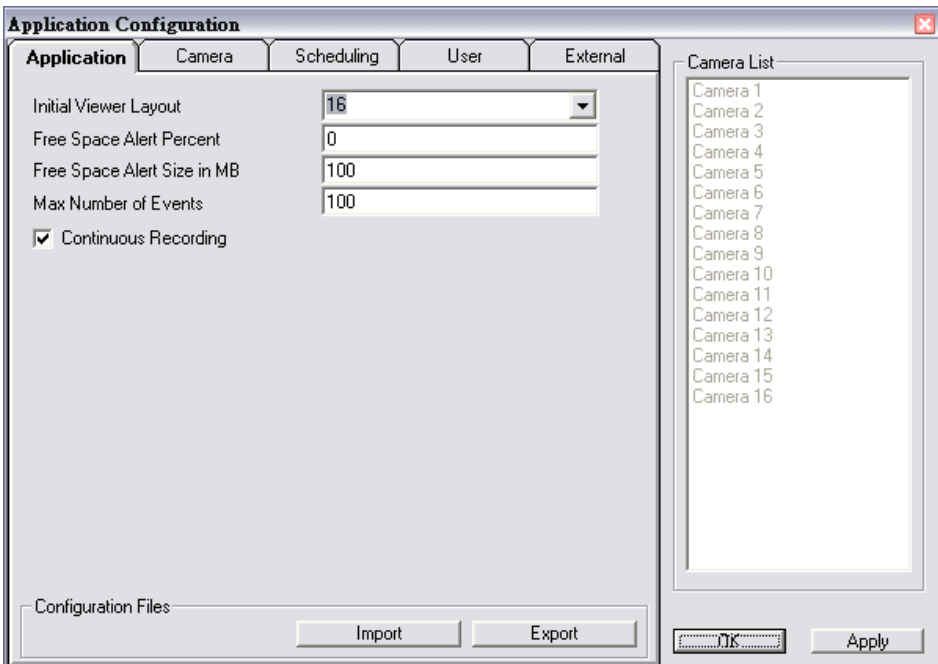 Application Configuration
Application
Camera
Scheduling
User
External
Initial Viewer Layout
16
Free Space Alert Percent
0
Free Space Alert Size in MB
100
Max Number of Events
100
Continuous Recording
Configuration Files
Import
Export
Camera List
Camera 1
Camera 2
Camera 3
Camera 4
Camera 5
Camera 6
Camera 7
Camera 8
Camera 9
Camera 10
Camera 11
Camera 12
Camera 13
Camera 14
Camera 15
Camera 16
OK
Apply